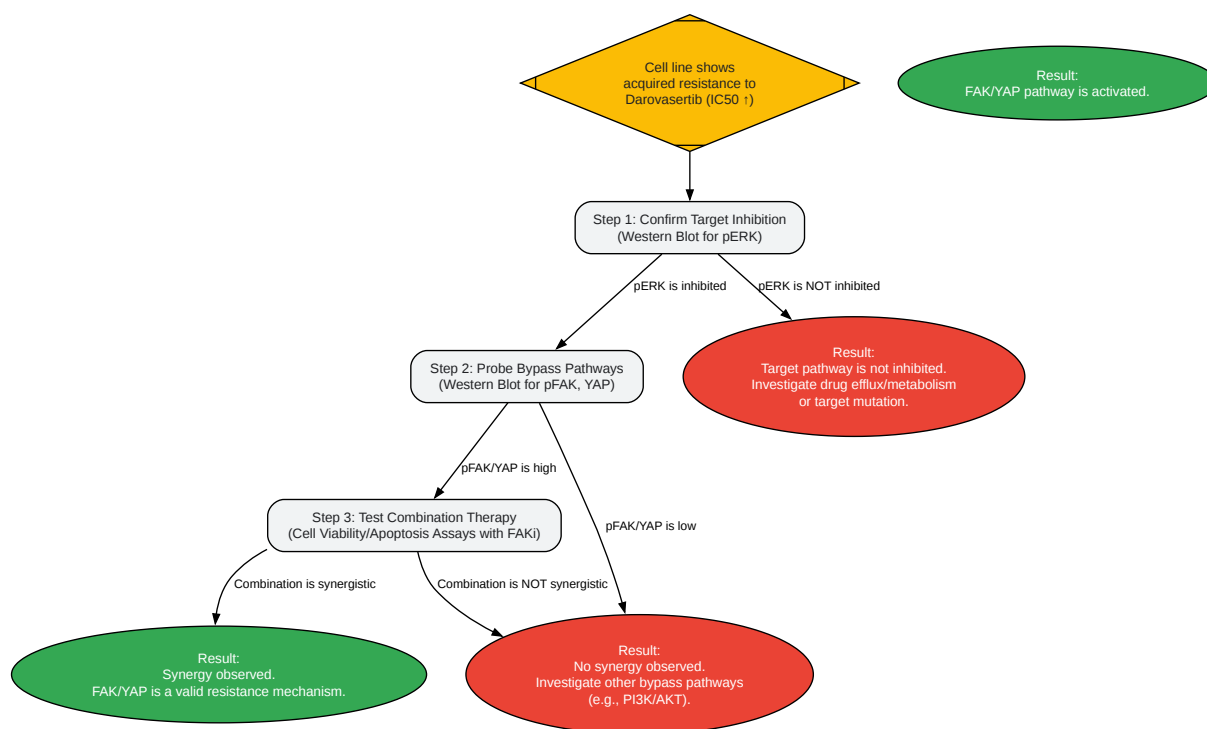 Cell line shows
acquired resistance to
Darovasertib (IC50 ↑)
Result:
FAK/YAP pathway is activated.
Step 1: Confirm Target Inhibition
(Western Blot for pERK)
pERK is inhibited
pERK is NOT inhibited
Step 2: Probe Bypass Pathways
(Western Blot for pFAK, YAP)
Result:
Target pathway is not inhibited.
Investigate drug efflux/metabolism
or target mutation.
pFAK/YAP is high
Step 3: Test Combination Therapy
(Cell Viability/Apoptosis Assays with FAKi)
pFAK/YAP is low
Combination is synergistic
Combination is NOT synergistic
Result:
Synergy observed.
FAK/YAP is a valid resistance mechanism.
Result:
No synergy observed.
Investigate other bypass pathways
(e.g., PI3K/AKT).